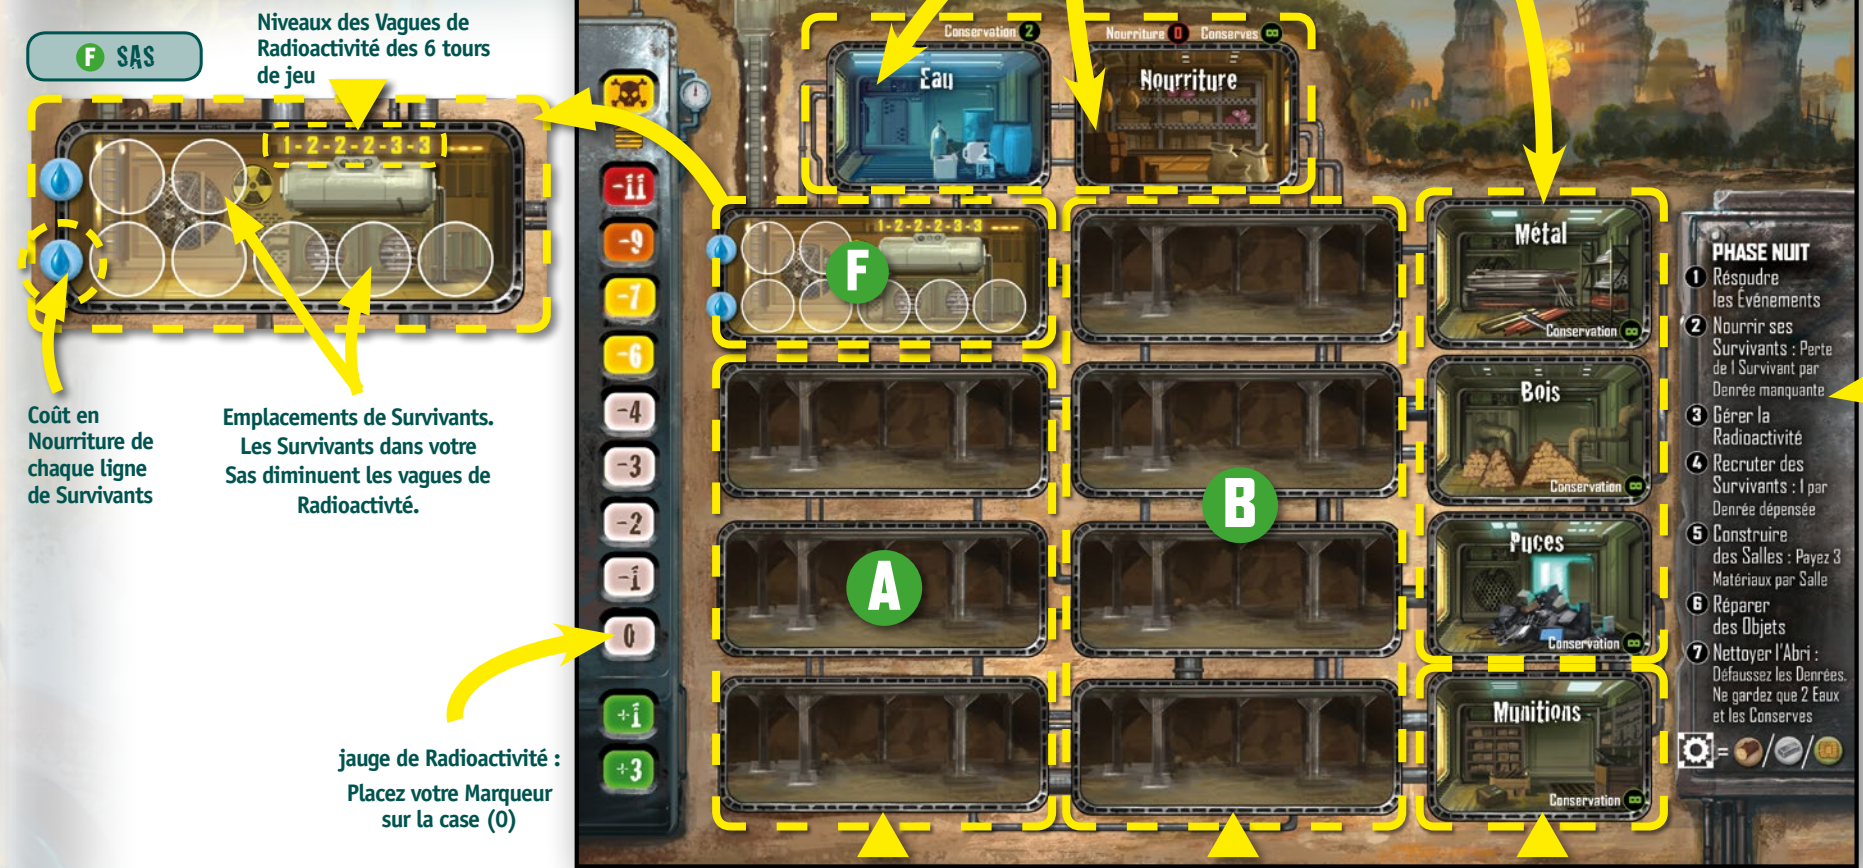 F SAS
Niveaux des Vagues de
Radioactivité des 6 tours
de jeu
1-2-2-2-3-3
Coût en
Nourriture de
chaque ligne
de Survivants
Emplacements de Survivants.
Les Survivants dans votre
Sas diminuent les vagues de
Radioactivté.
jauge de Radioactivité :
Placez votre Marqueur
sur la case (0)
-11
-9
-7
-6
-4
-3
-2
-1
0
+1
+3
Conservation 2
Eau
Nourriture 0 Conserves ∞
Nourriture
1-2-2-2-3-3
F
A
B
Métal
Conservation ∞
Bois
Conservation ∞
Puces
Conservation ∞
Munitions
Conservation ∞
PHASE NUIT
1 Résoudre
les Événements
2 Nourrir ses
Survivants : Perte
de 1 Survivant par
Denrée manquante
3 Gérer la
Radioactivité
4 Recruter des
Survivants : 1 par
Denrée dépensée
5 Construire
des Salles : Payez 3
Matériaux par Salle
6 Réparer
des Objets
7 Nettoyer l'Abri :
Défaussez les Denrées.
Ne gardez que 2 Eaux
et les Conserves
= / /